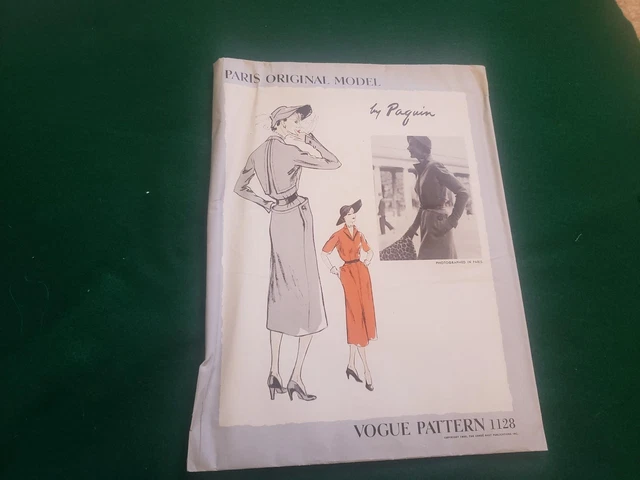 PARIS ORIGINAL MODEL
by Paquin
PHOTOGRAPHED IN PARIS
VOGUE PATTERN 1128